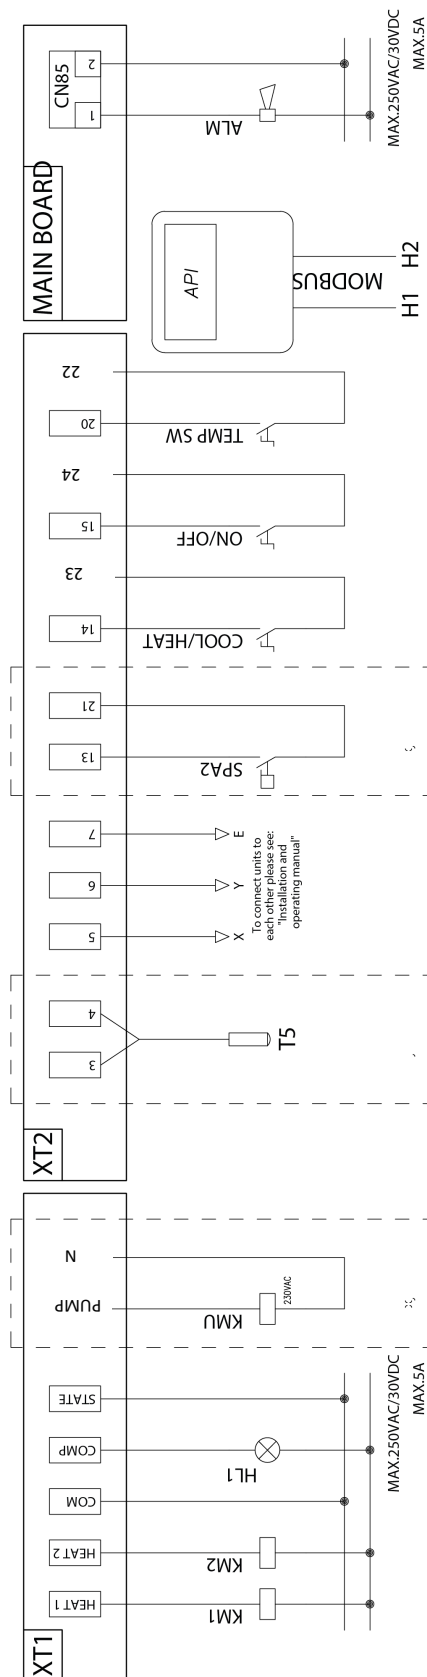 MAX.250VAC/30VDC
MAX.5A
CN85
2
1
ALM
MAIN BOARD
API
MODBUS
H2
H1
22
20
TEMP SW
24
15
ON/OFF
23
14
COOL/HEAT
21
13
SPA2
7
E
6
Y
5
X
To connect units to
each other please see:
"Installation and
operating manual"
4
3
T5
XT2
N
PUMP
KMU
230VAC
STATE
COMP
HL1
COM
HEAT 2
KM2
HEAT 1
KM1
MAX.250VAC/30VDC
MAX.5A
XT1